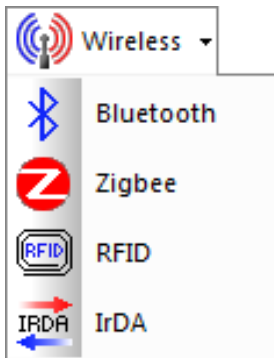 Wireless
Bluetooth
Zigbee
RFID RFID
IRDA IrDA